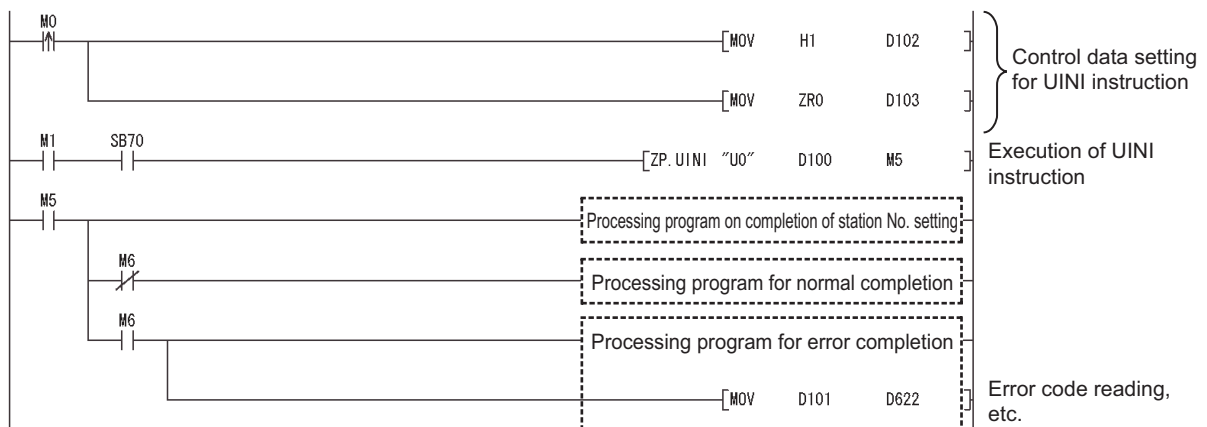 M0
MOV H1 D102
Control data setting
for UINI instruction
MOV ZR0 D103
M1 SB70
ZP.UINI "U0" D100 M5
Execution of UINI
instruction
M5
Processing program on completion of station No. setting
M6
Processing program for normal completion
M6
Processing program for error completion
MOV D101 D622
Error code reading,
etc.